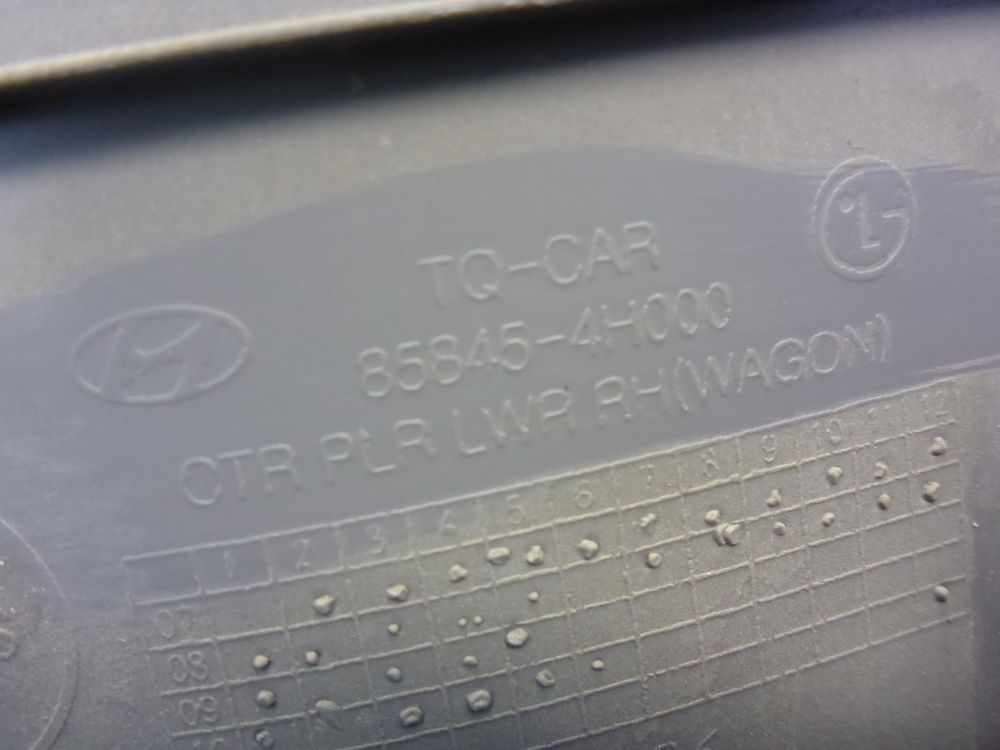 TQ-CAR
85845-4H000
CTR PLR LWR RH(WAGON)
1 2 3 4 5 6 7 8 9 10 11 12
07
08
09